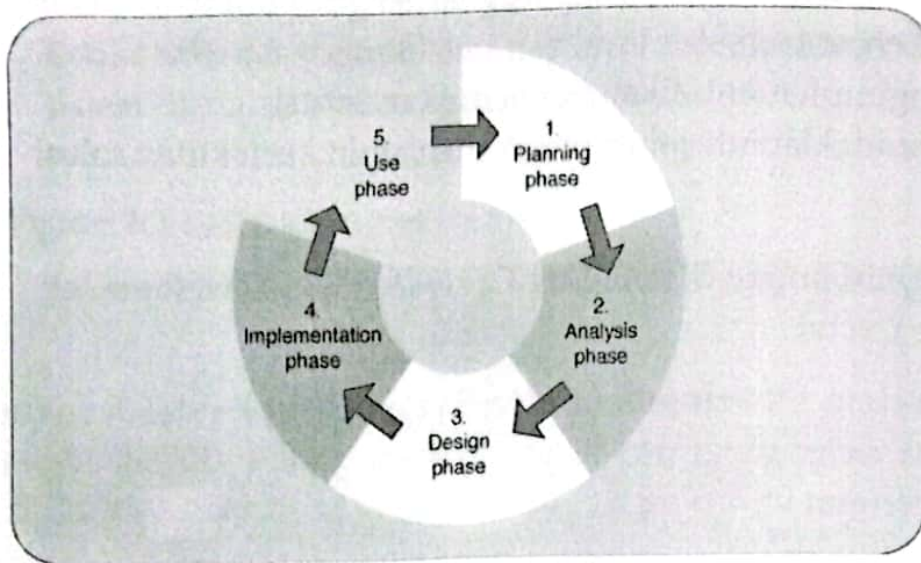 1.
Planning
phase
2.
Analysis
phase
3.
Design
phase
4.
Implementation
phase
5.
Use
phase